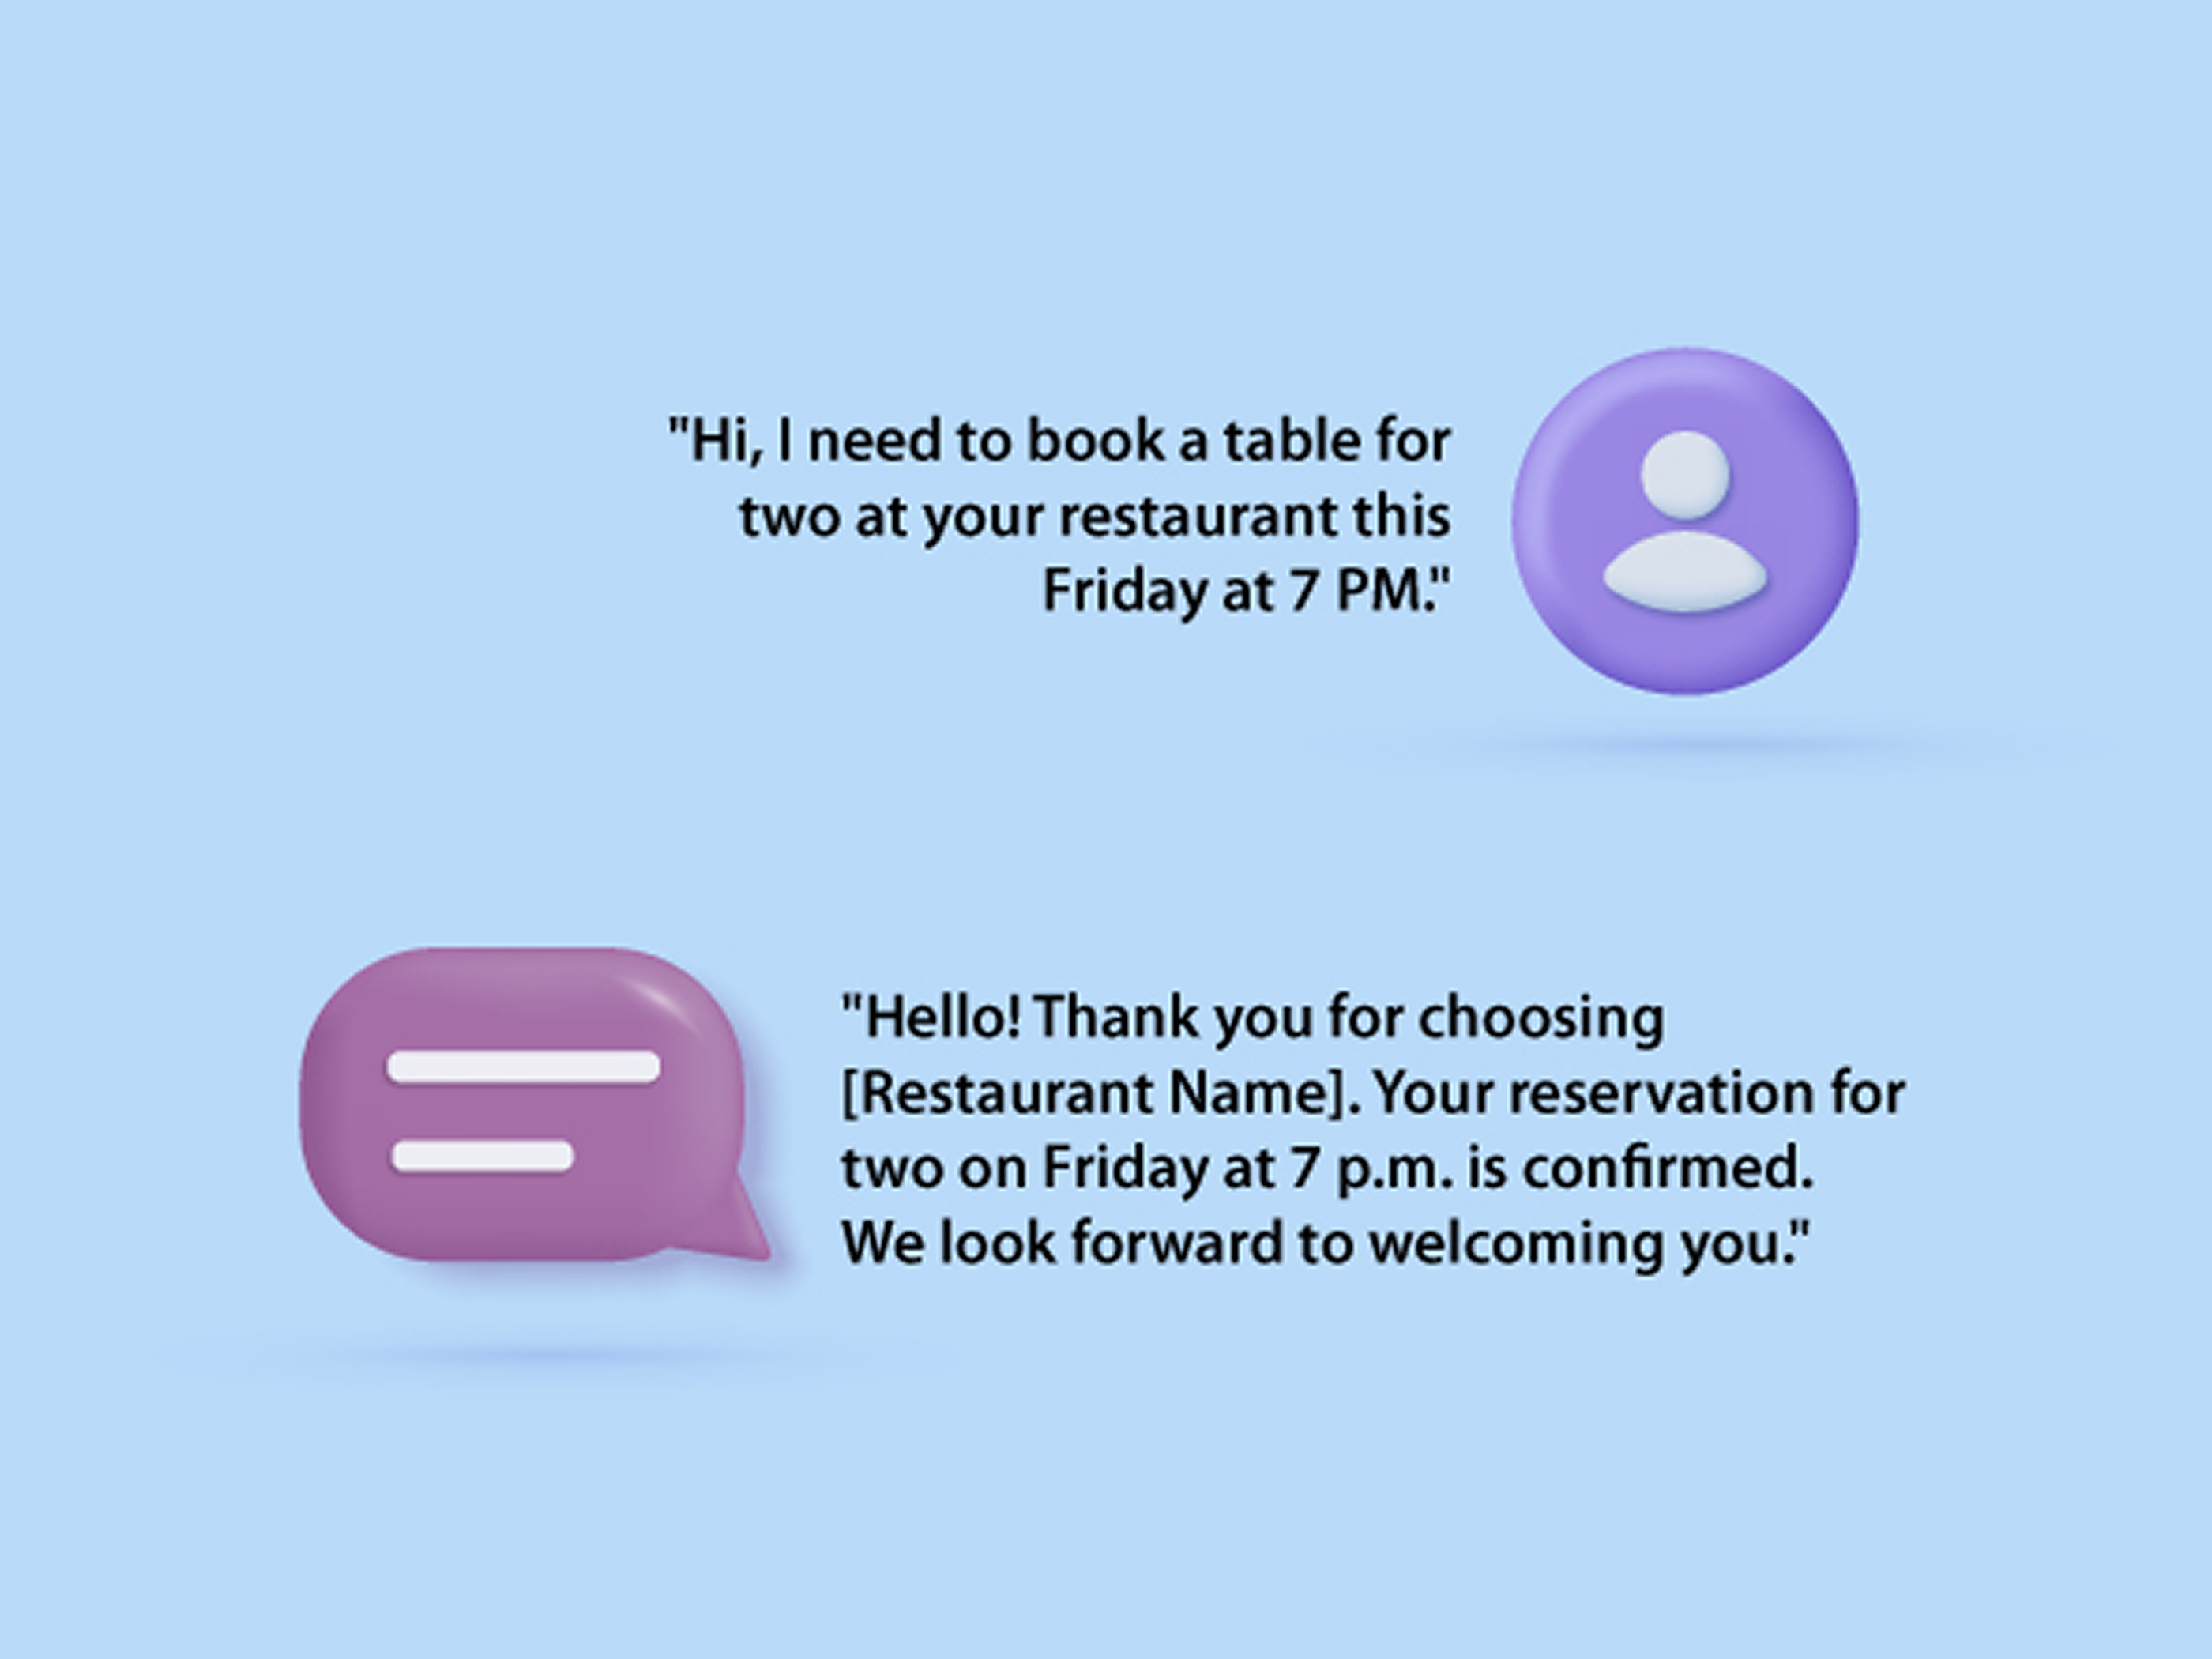 "Hi, I need to book a table for
two at your restaurant this
Friday at 7 PM."
"Hello! Thank you for choosing
[Restaurant Name]. Your reservation for
two on Friday at 7 p.m. is confirmed.
We look forward to welcoming you."